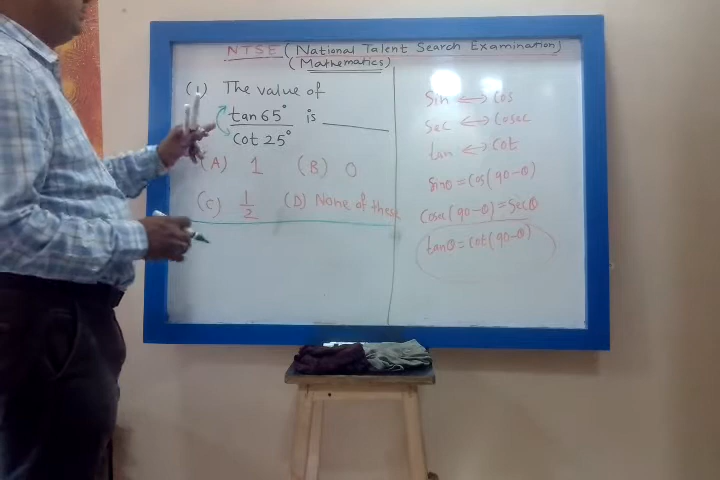 NTSE (National Talent Search Examination)
(Mathematics)
(1) The value of
tan 65°
cot 25°
is ______
(A) 1 (B) 0
(C) 1/2 (D) None of these
Sin ↔ Cos
Sec ↔ Cosec
tan ↔ Cot
Sinθ = Cos(90-θ)
Cosec(90-θ) = Secθ
tanθ = Cot(90-θ)